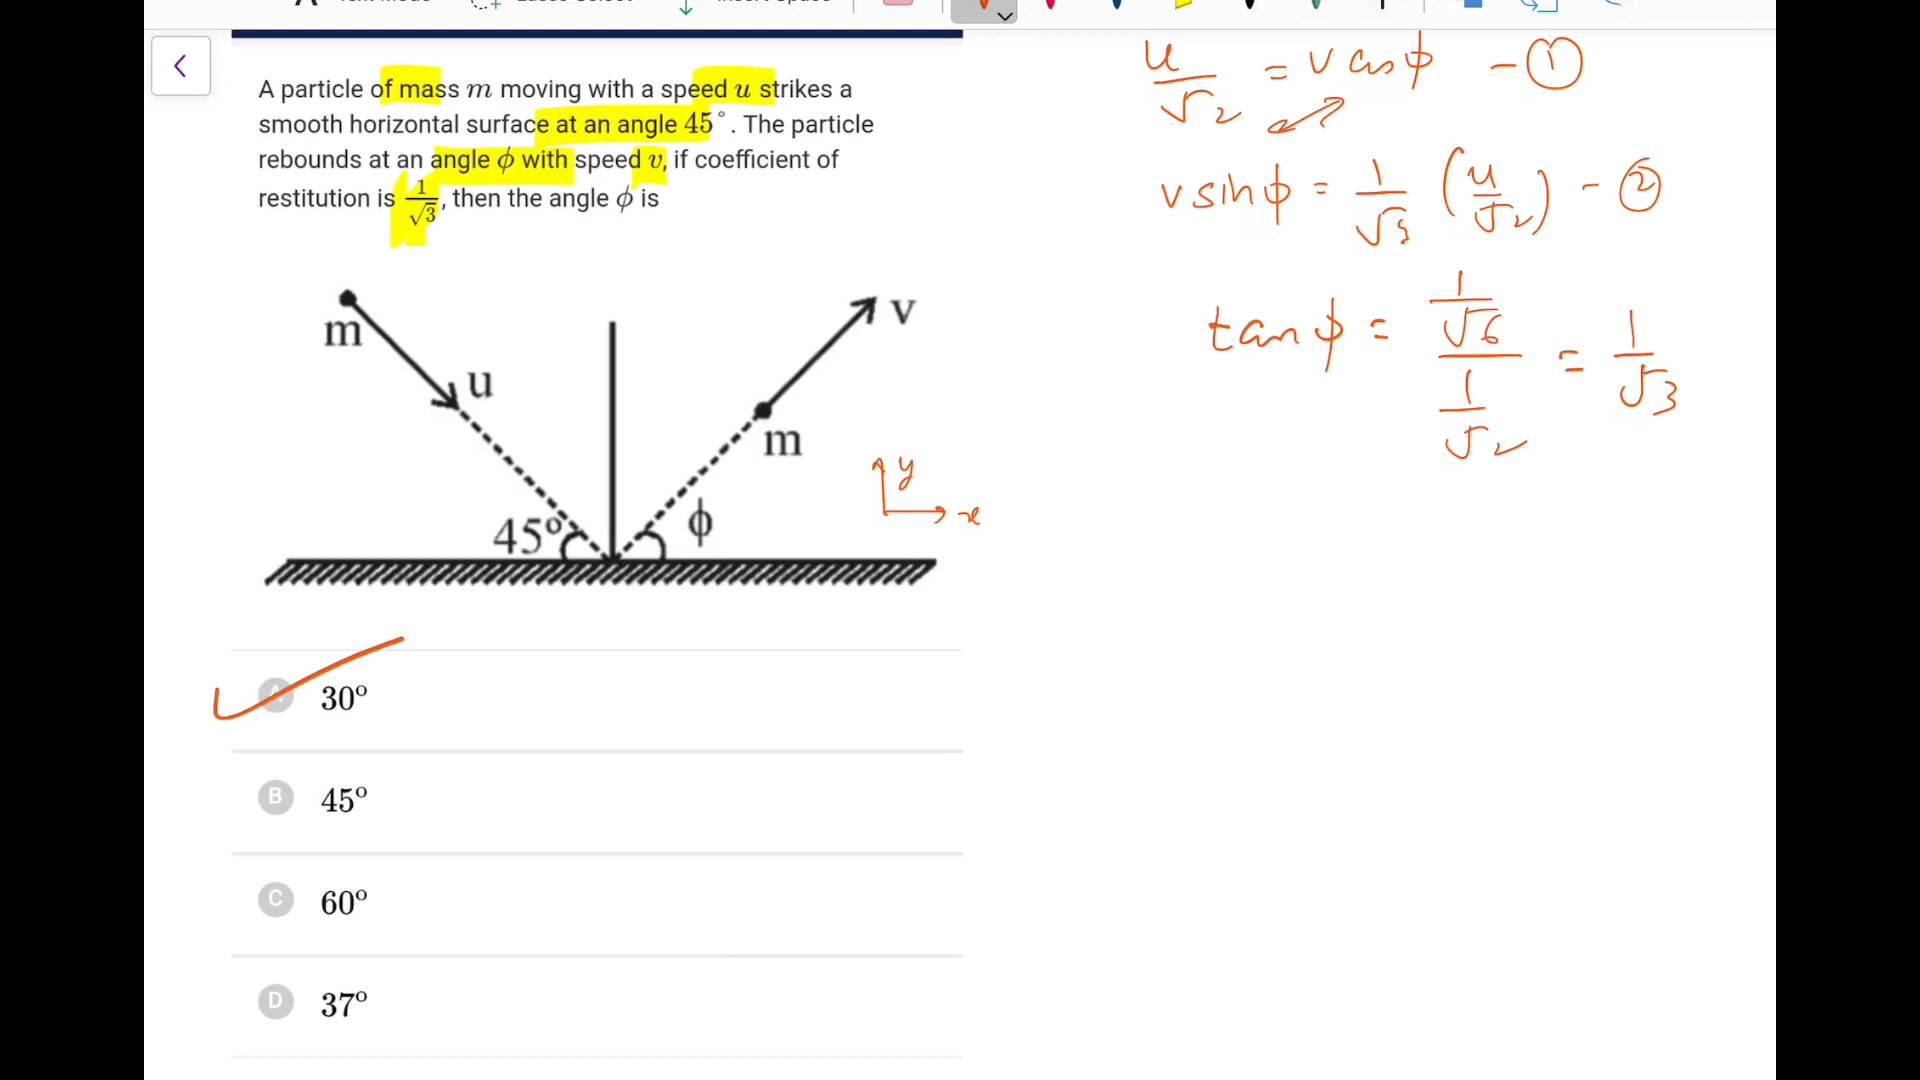 A particle of mass m moving with a speed u strikes a
smooth horizontal surface at an angle 45°. The particle
rebounds at an angle ϕ with speed v, if coefficient of
restitution is 1/√3, then the angle ϕ is
m
u
v
m
45°
ϕ
y
x
A 30°
B 45°
C 60°
D 37°
u/√2 = v cos ϕ – ①
v sin ϕ = 1/√3 (u/√2) – ②
tan ϕ = (1/√6)/(1/√2) = 1/√3